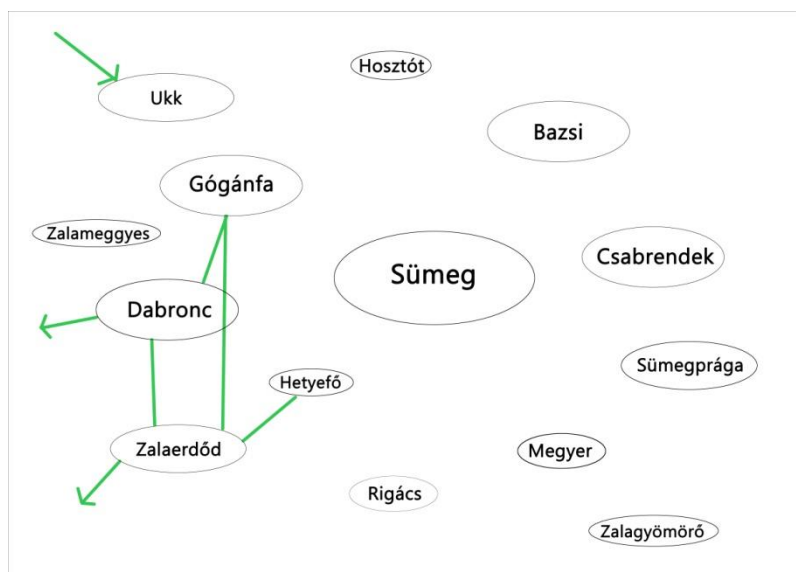 Hosztót
Ukk
Bazsi
Gógánfa
Zalameggyes
Csabrendek
Sümeg
Dabronc
Sümegprága
Hetyefő
Zalaerdőd
Megyer
Rigács
Zalagyömörő